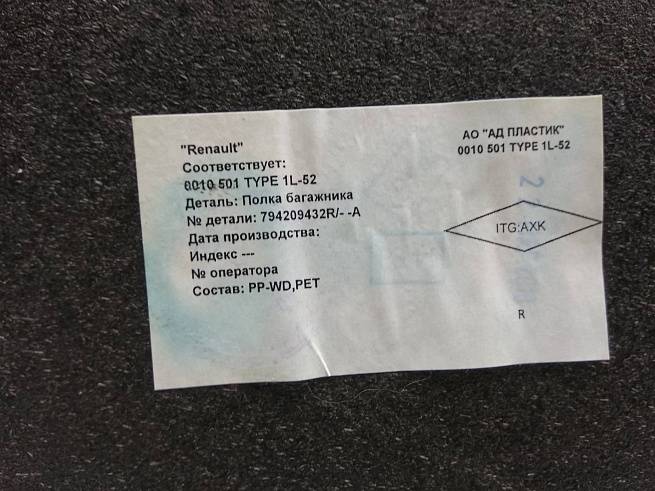 "Renault"
Соответствует:
0010 501 TYPE 1L-52
Деталь: Полка багажника
№ детали: 794209432R/- -A
Дата производства:
Индекс ---
№ оператора
Состав: PP-WD,PET
АО "АД ПЛАСТИК"
0010 501 TYPE 1L-52
ITG:AXK
R